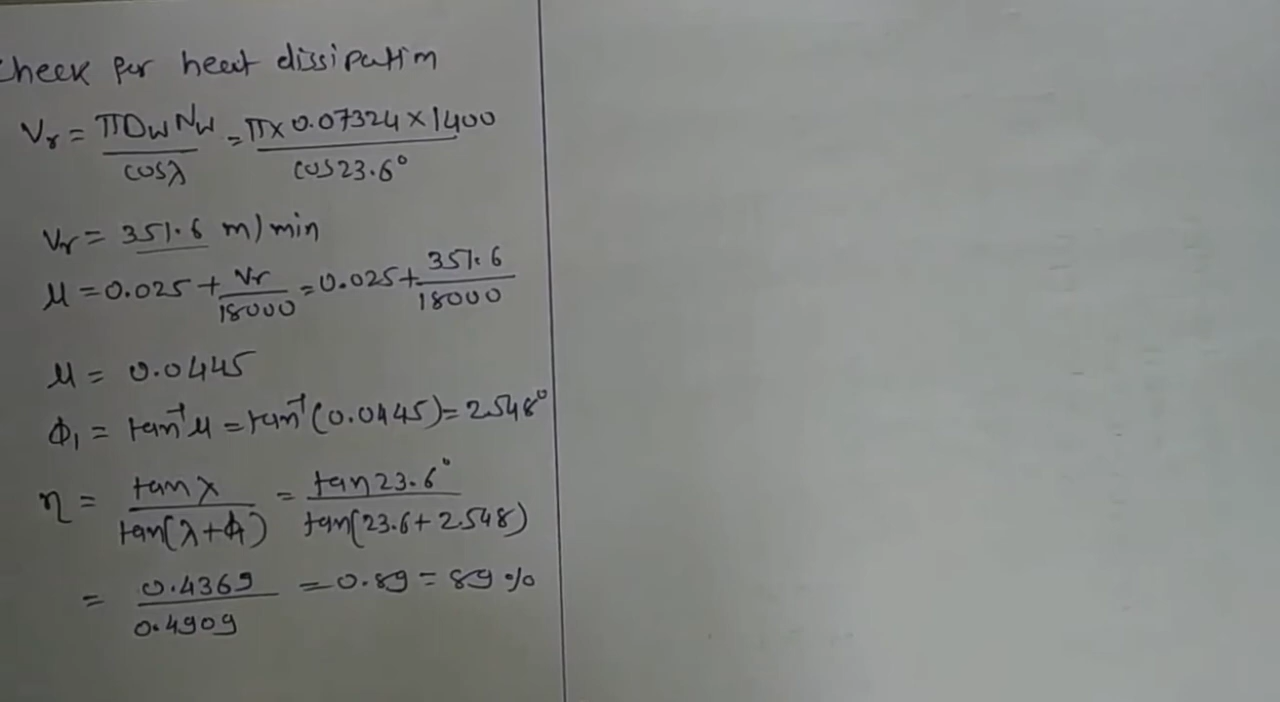 Check for heat dissipation
Vr = πDwNw / cosλ = π×0.07324×1400 / cos23.6°
Vr = 351.6 m/min
μ = 0.025 + Vr/18000 = 0.025 + 351.6/18000
μ = 0.0445
Φ₁ = tan⁻¹μ = tan⁻¹(0.0445) = 2.548°
η = tanλ / tan(λ+Φ₁) = tan23.6° / tan(23.6+2.548)
= 0.4369 / 0.4909 = 0.89 = 89%